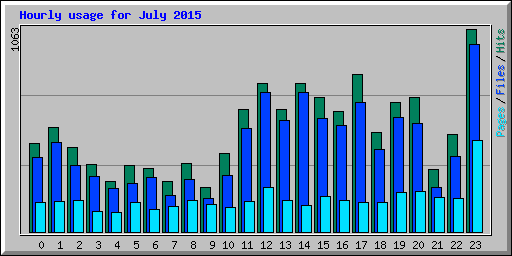 Hourly usage for July 2015
1063
Pages/Files/Hits
0 1 2 3 4 5 6 7 8 9 10 11 12 13 14 15 16 17 18 19 20 21 22 23